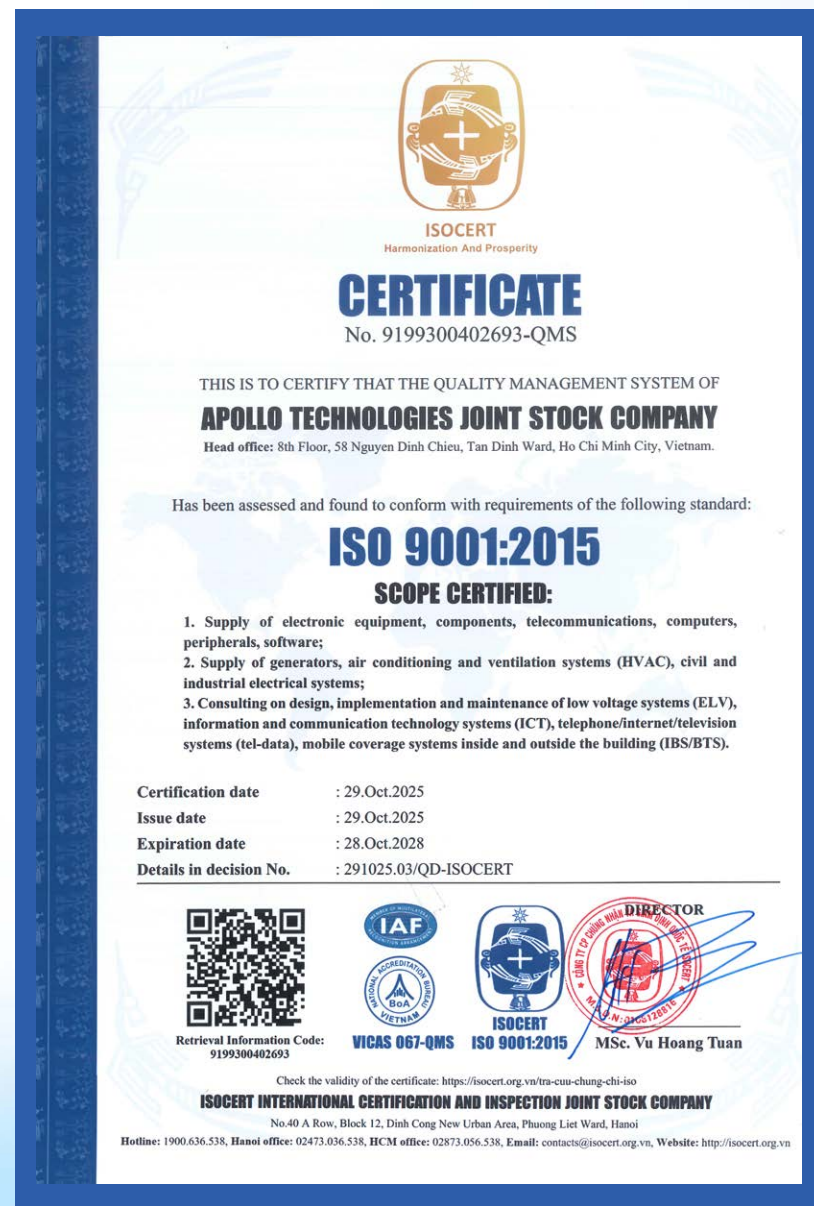 ISOCERT
Harmonization And Prosperity
CERTIFICATE
No. 9199300402693-QMS
THIS IS TO CERTIFY THAT THE QUALITY MANAGEMENT SYSTEM OF
APOLLO TECHNOLOGIES JOINT STOCK COMPANY
Head office: 8th Floor, 58 Nguyen Dinh Chieu, Tan Dinh Ward, Ho Chi Minh City, Vietnam.
Has been assessed and found to conform with requirements of the following standard:
ISO 9001:2015
SCOPE CERTIFIED:
1. Supply of electronic equipment, components, telecommunications, computers,
peripherals, software;
2. Supply of generators, air conditioning and ventilation systems (HVAC), civil and
industrial electrical systems;
3. Consulting on design, implementation and maintenance of low voltage systems (ELV),
information and communication technology systems (ICT), telephone/internet/television
systems (tel-data), mobile coverage systems inside and outside the building (IBS/BTS).
Certification date : 29.Oct.2025
Issue date : 29.Oct.2025
Expiration date : 28.Oct.2028
Details in decision No. : 291025.03/QD-ISOCERT
DIRECTOR
IAF
NATIONAL ACCREDITATION BUREAU
BoA
VIETNAM
VICAS 067-QMS
ISOCERT
ISO 9001:2015
MSc. Vu Hoang Tuan
Retrieval Information Code:
9199300402693
Check the validity of the certificate: https://isocert.org.vn/tra-cuu-chung-chi-iso
ISOCERT INTERNATIONAL CERTIFICATION AND INSPECTION JOINT STOCK COMPANY
No.40 A Row, Block 12, Dinh Cong New Urban Area, Phuong Liet Ward, Hanoi
Hotline: 1900.636.538, Hanoi office: 02473.036.538, HCM office: 02873.056.538, Email: contacts@isocert.org.vn, Website: http://isocert.org.vn